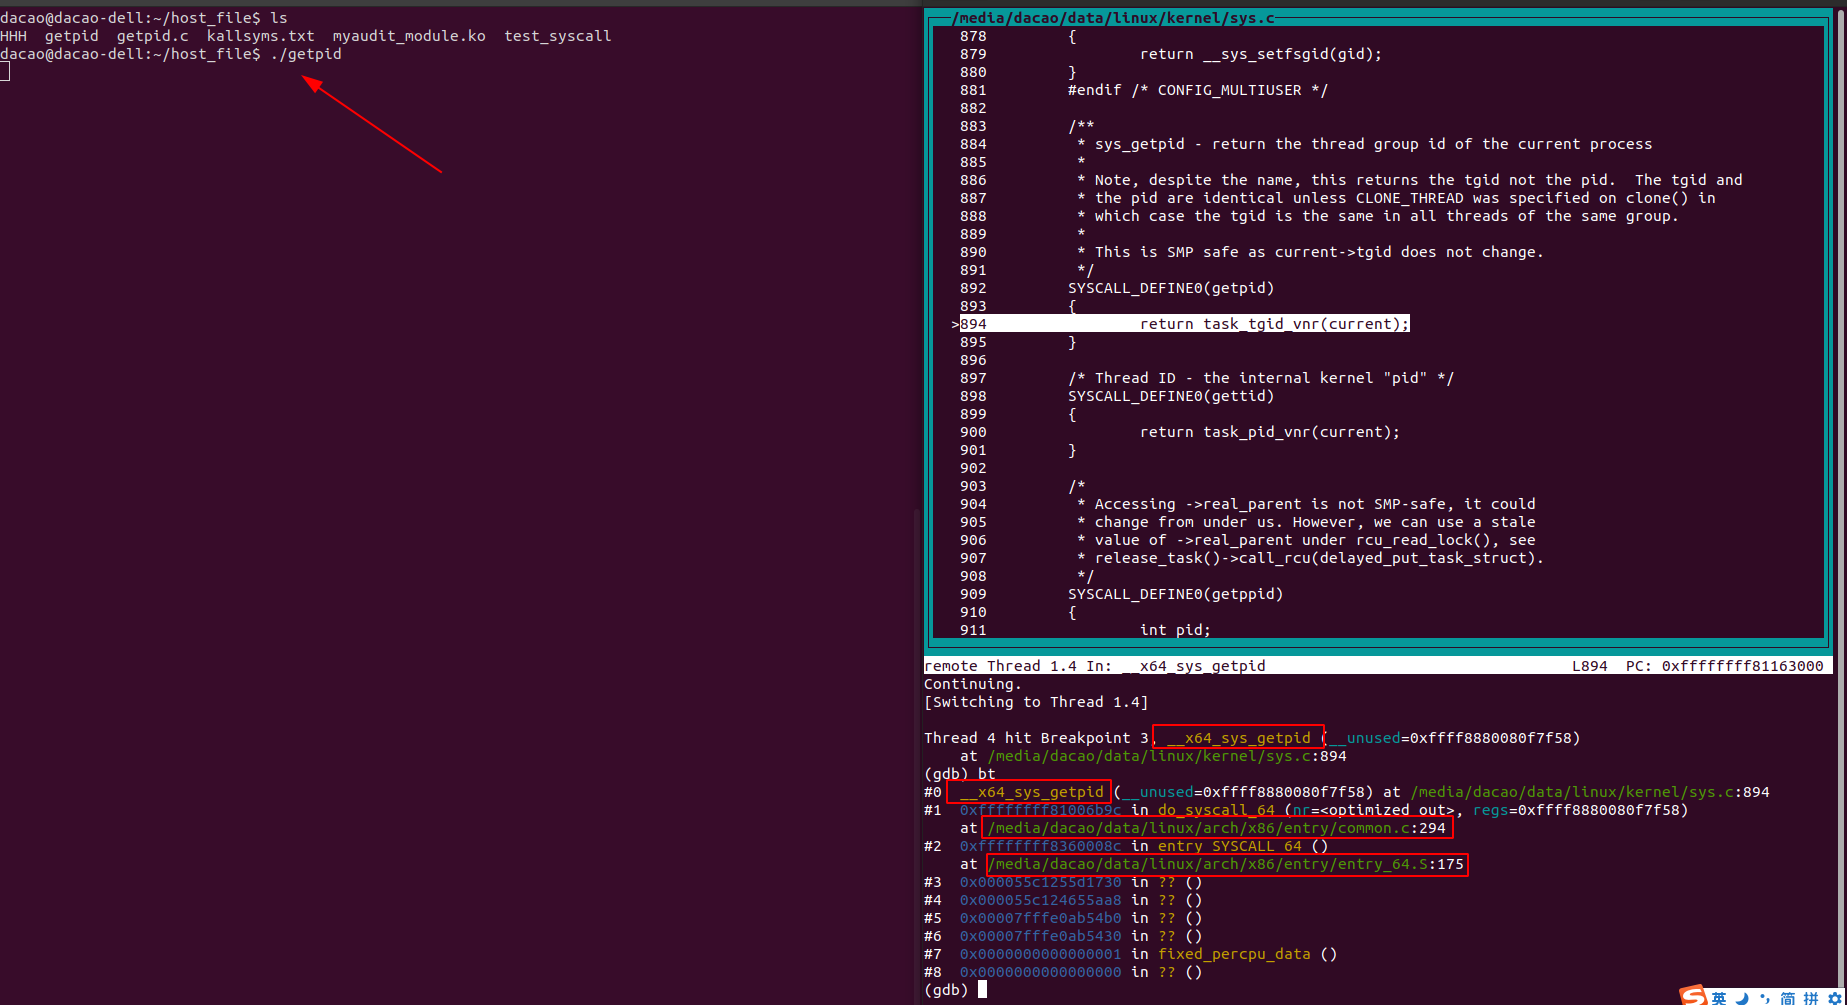 dacao@dacao-dell:~/host_file$ ls
HHH  getpid  getpid.c  kallsyms.txt  myaudit_module.ko  test_syscall
dacao@dacao-dell:~/host_file$ ./getpid
/media/dacao/data/linux/kernel/sys.c
878         {
879                 return __sys_setfsgid(gid);
880         }
881         #endif /* CONFIG_MULTIUSER */
882
883         /**
884          * sys_getpid - return the thread group id of the current process
885          *
886          * Note, despite the name, this returns the tgid not the pid.  The tgid and
887          * the pid are identical unless CLONE_THREAD was specified on clone() in
888          * which case the tgid is the same in all threads of the same group.
889          *
890          * This is SMP safe as current->tgid does not change.
891          */
892         SYSCALL_DEFINE0(getpid)
893         {
>894                 return task_tgid_vnr(current);
895         }
896
897         /* Thread ID - the internal kernel "pid" */
898         SYSCALL_DEFINE0(gettid)
899         {
900                 return task_pid_vnr(current);
901         }
902
903         /*
904          * Accessing ->real_parent is not SMP-safe, it could
905          * change from under us. However, we can use a stale
906          * value of ->real_parent under rcu_read_lock(), see
907          * release_task()->call_rcu(delayed_put_task_struct).
908          */
909         SYSCALL_DEFINE0(getppid)
910         {
911                 int pid;
remote Thread 1.4 In: __x64_sys_getpid                                  L894  PC: 0xffffffff81163000
Continuing.
[Switching to Thread 1.4]
Thread 4 hit Breakpoint 3, __x64_sys_getpid (__unused=0xffff8880080f7f58)
    at /media/dacao/data/linux/kernel/sys.c:894
(gdb) bt
#0  __x64_sys_getpid (__unused=0xffff8880080f7f58) at /media/dacao/data/linux/kernel/sys.c:894
#1  0xffffffff81006b9c in do_syscall_64 (nr=<optimized out>, regs=0xffff8880080f7f58)
    at /media/dacao/data/linux/arch/x86/entry/common.c:294
#2  0xffffffff8360008c in entry_SYSCALL_64 ()
    at /media/dacao/data/linux/arch/x86/entry/entry_64.S:175
#3  0x000055c1255d1730 in ?? ()
#4  0x000055c124655aa8 in ?? ()
#5  0x00007fffe0ab54b0 in ?? ()
#6  0x00007fffe0ab5430 in ?? ()
#7  0x0000000000000001 in fixed_percpu_data ()
#8  0x0000000000000000 in ?? ()
(gdb)
S 英 简 拼